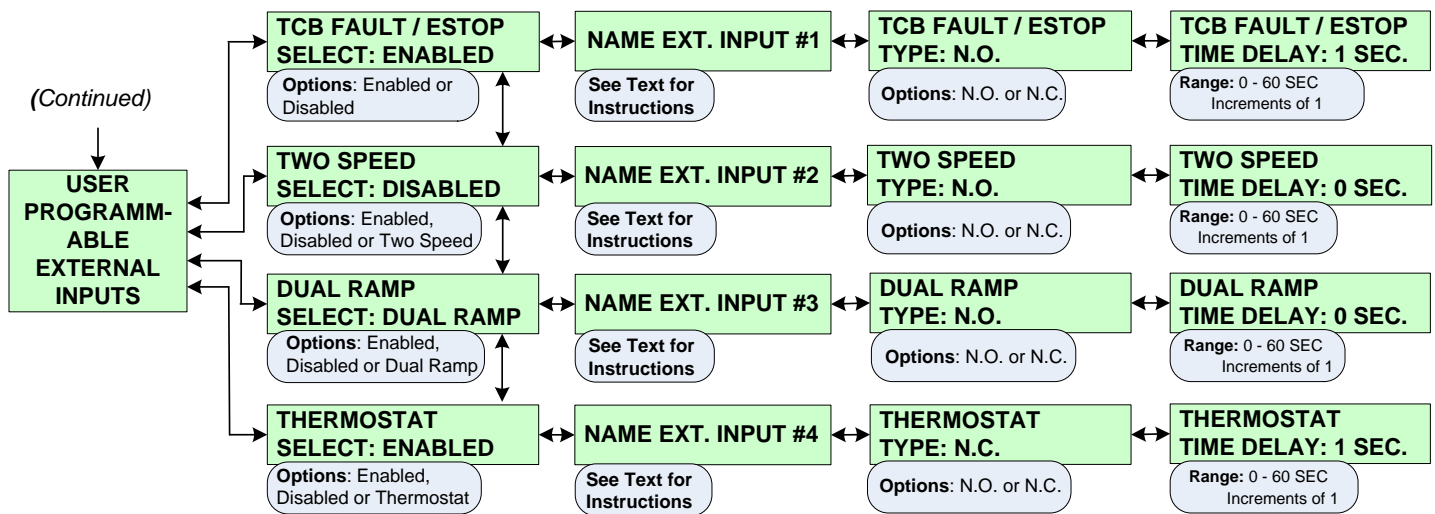 (Continued)
USER
PROGRAMM-
ABLE
EXTERNAL
INPUTS
TCB FAULT / ESTOP
SELECT: ENABLED
Options: Enabled or
Disabled
NAME EXT. INPUT #1
See Text for
Instructions
TCB FAULT / ESTOP
TYPE: N.O.
Options: N.O. or N.C.
TCB FAULT / ESTOP
TIME DELAY: 1 SEC.
Range: 0 - 60 SEC
Increments of 1
TWO SPEED
SELECT: DISABLED
Options: Enabled,
Disabled or Two Speed
NAME EXT. INPUT #2
See Text for
Instructions
TWO SPEED
TYPE: N.O.
Options: N.O. or N.C.
TWO SPEED
TIME DELAY: 0 SEC.
Range: 0 - 60 SEC
Increments of 1
DUAL RAMP
SELECT: DUAL RAMP
Options: Enabled,
Disabled or Dual Ramp
NAME EXT. INPUT #3
See Text for
Instructions
DUAL RAMP
TYPE: N.O.
Options: N.O. or N.C.
DUAL RAMP
TIME DELAY: 0 SEC.
Range: 0 - 60 SEC
Increments of 1
THERMOSTAT
SELECT: ENABLED
Options: Enabled,
Disabled or Thermostat
NAME EXT. INPUT #4
See Text for
Instructions
THERMOSTAT
TYPE: N.C.
Options: N.O. or N.C.
THERMOSTAT
TIME DELAY: 1 SEC.
Range: 0 - 60 SEC
Increments of 1